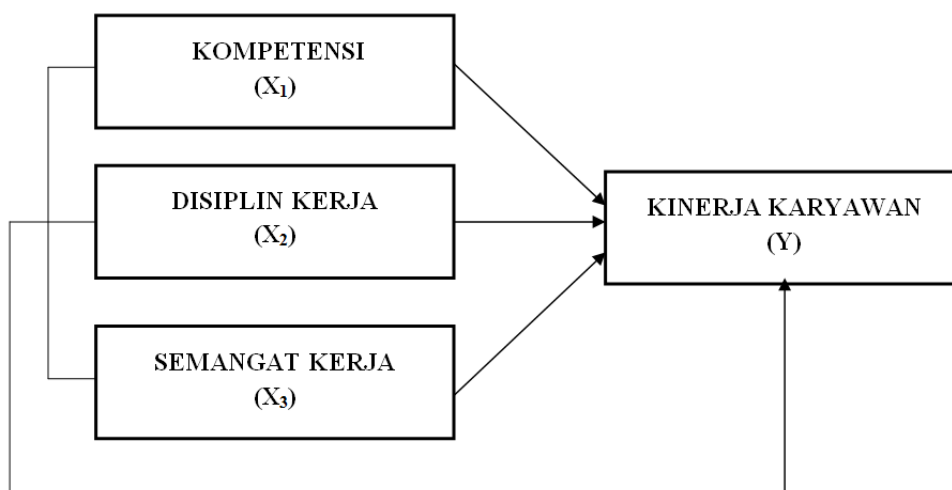 KOMPETENSI
(X₁)
DISIPLIN KERJA
(X₂)
SEMANGAT KERJA
(X₃)
KINERJA KARYAWAN
(Y)